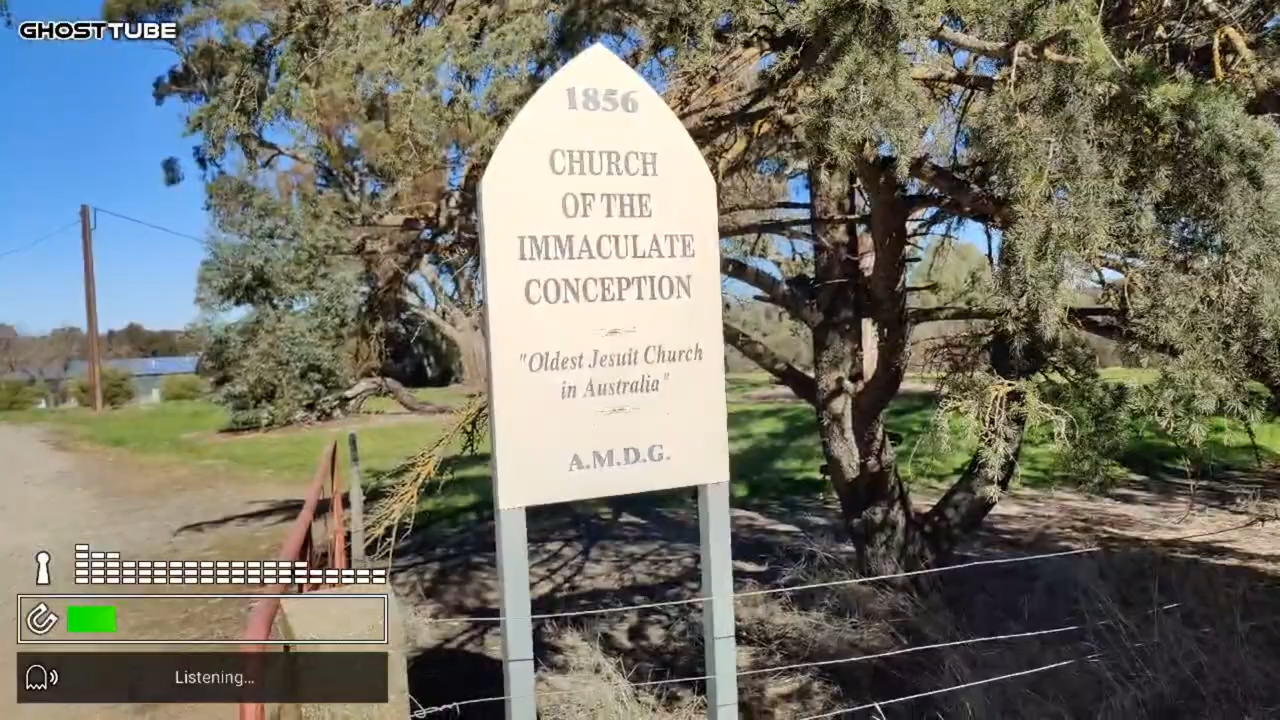 GHOSTTUBE
1856
CHURCH
OF THE
IMMACULATE
CONCEPTION
"Oldest Jesuit Church
in Australia"
A.M.D.G.
Listening...